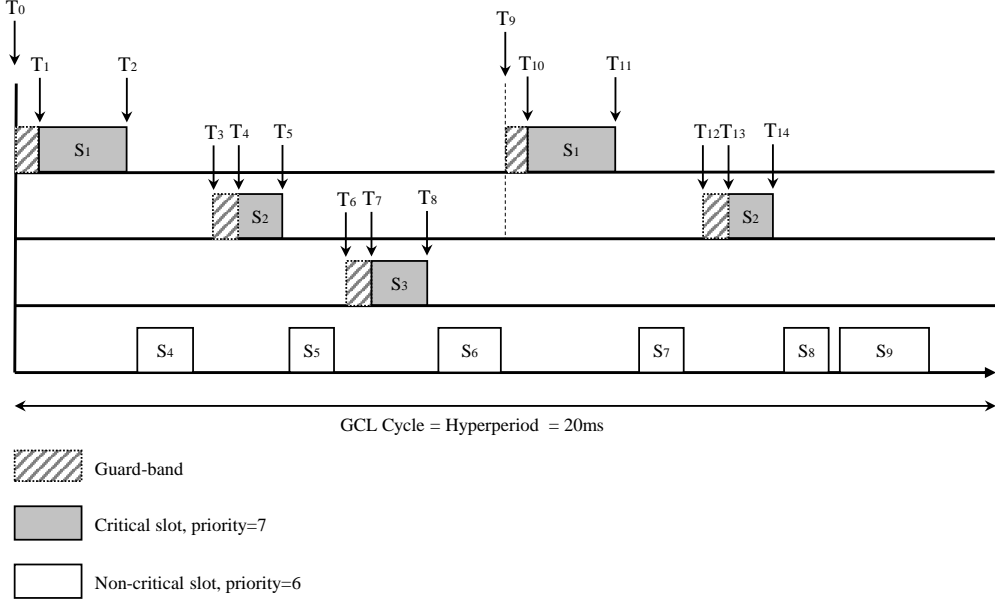 T0 T9
T1 T2 T10 T11
S1 S1
T3 T4 T5 T12 T13 T14
S2 S2
T6 T7 T8
S3
S4 S5 S6 S7 S8 S9
GCL Cycle = Hyperperiod = 20ms
Guard-band
Critical slot, priority=7
Non-critical slot, priority=6